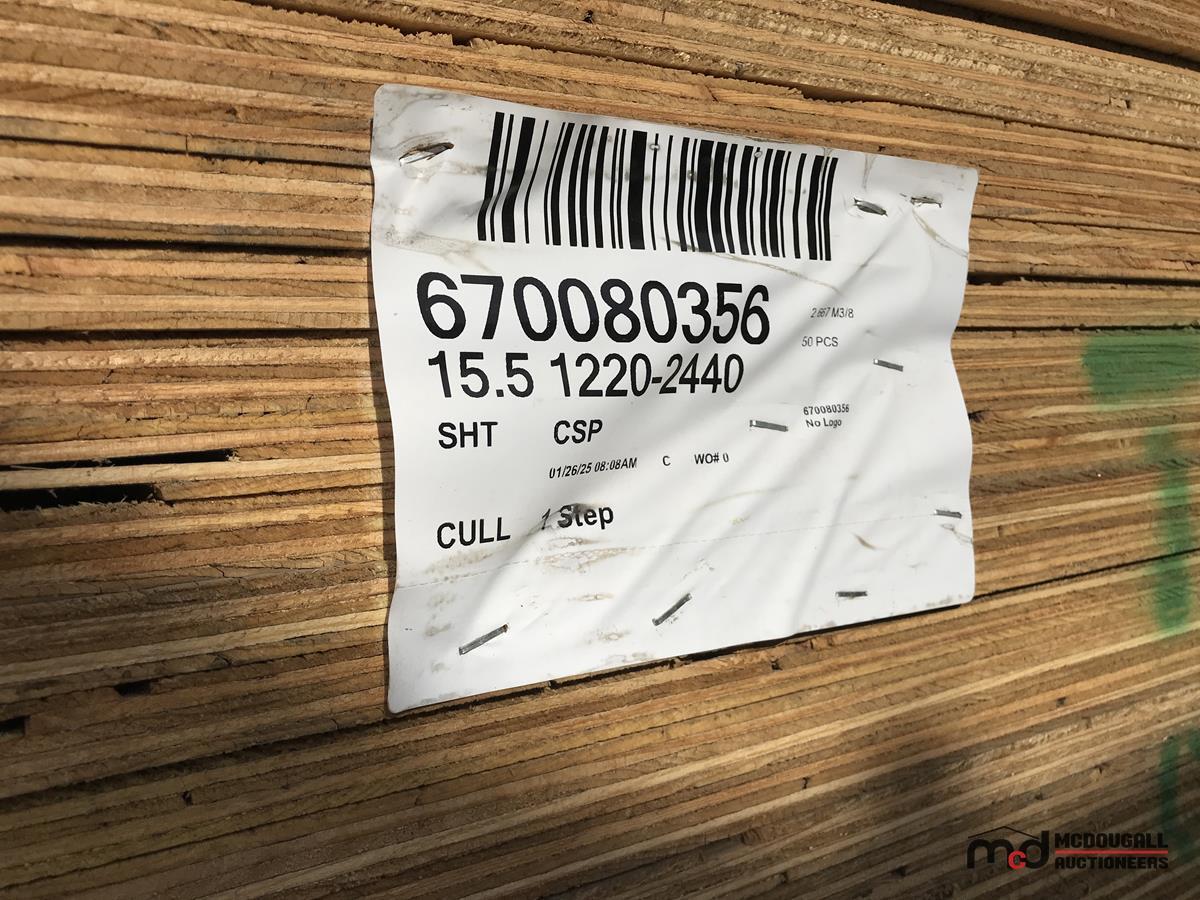 670080356
2.667 M3/8
50 PCS
15.5 1220-2440
SHT CSP
670080356
No Logo
01/26/25 08:08AM C WO# 0
CULL 1 Step
mcd MCDOUGALL
AUCTIONEERS